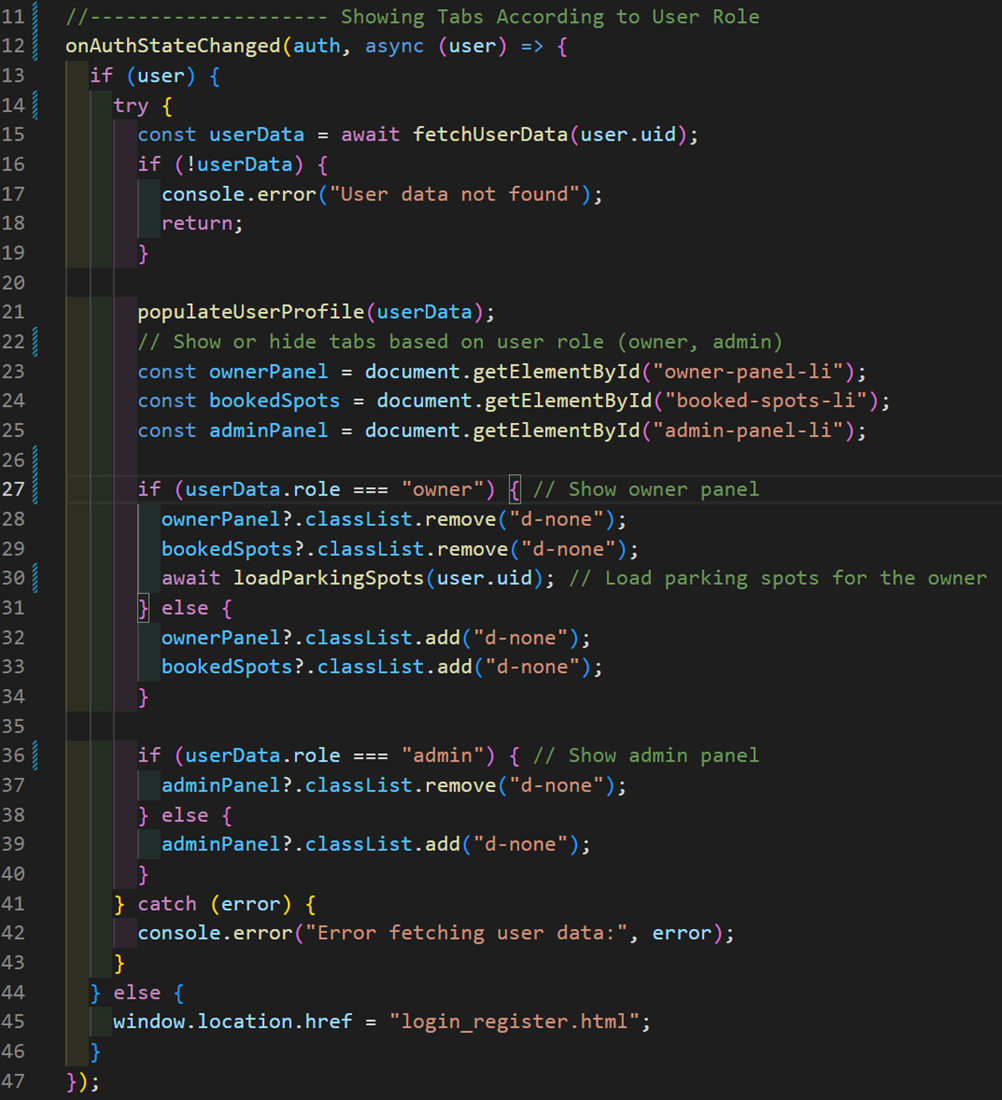 11 //-------------------- Showing Tabs According to User Role
12 onAuthStateChanged(auth, async (user) => {
13   if (user) {
14     try {
15       const userData = await fetchUserData(user.uid);
16       if (!userData) {
17         console.error("User data not found");
18         return;
19       }
20
21       populateUserProfile(userData);
22       // Show or hide tabs based on user role (owner, admin)
23       const ownerPanel = document.getElementById("owner-panel-li");
24       const bookedSpots = document.getElementById("booked-spots-li");
25       const adminPanel = document.getElementById("admin-panel-li");
26
27       if (userData.role === "owner") { // Show owner panel
28         ownerPanel?.classList.remove("d-none");
29         bookedSpots?.classList.remove("d-none");
30         await loadParkingSpots(user.uid); // Load parking spots for the owner
31       } else {
32         ownerPanel?.classList.add("d-none");
33         bookedSpots?.classList.add("d-none");
34       }
35
36       if (userData.role === "admin") { // Show admin panel
37         adminPanel?.classList.remove("d-none");
38       } else {
39         adminPanel?.classList.add("d-none");
40       }
41     } catch (error) {
42       console.error("Error fetching user data:", error);
43     }
44   } else {
45     window.location.href = "login_register.html";
46   }
47 });